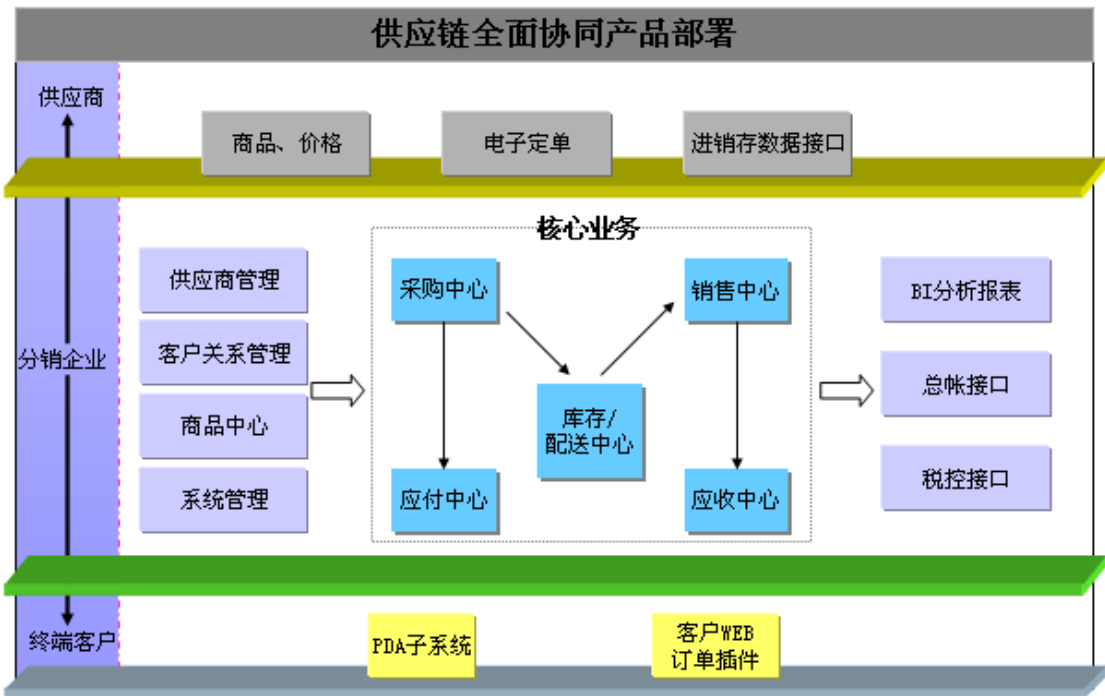 供应链全面协同产品部署
供应商
商品、价格
电子定单
进销存数据接口
分销企业
供应商管理
客户关系管理
商品中心
系统管理
核心业务
采购中心
销售中心
库存/
配送中心
应付中心
应收中心
BI分析报表
总帐接口
税控接口
终端客户
PDA子系统
客户WEB
订单插件